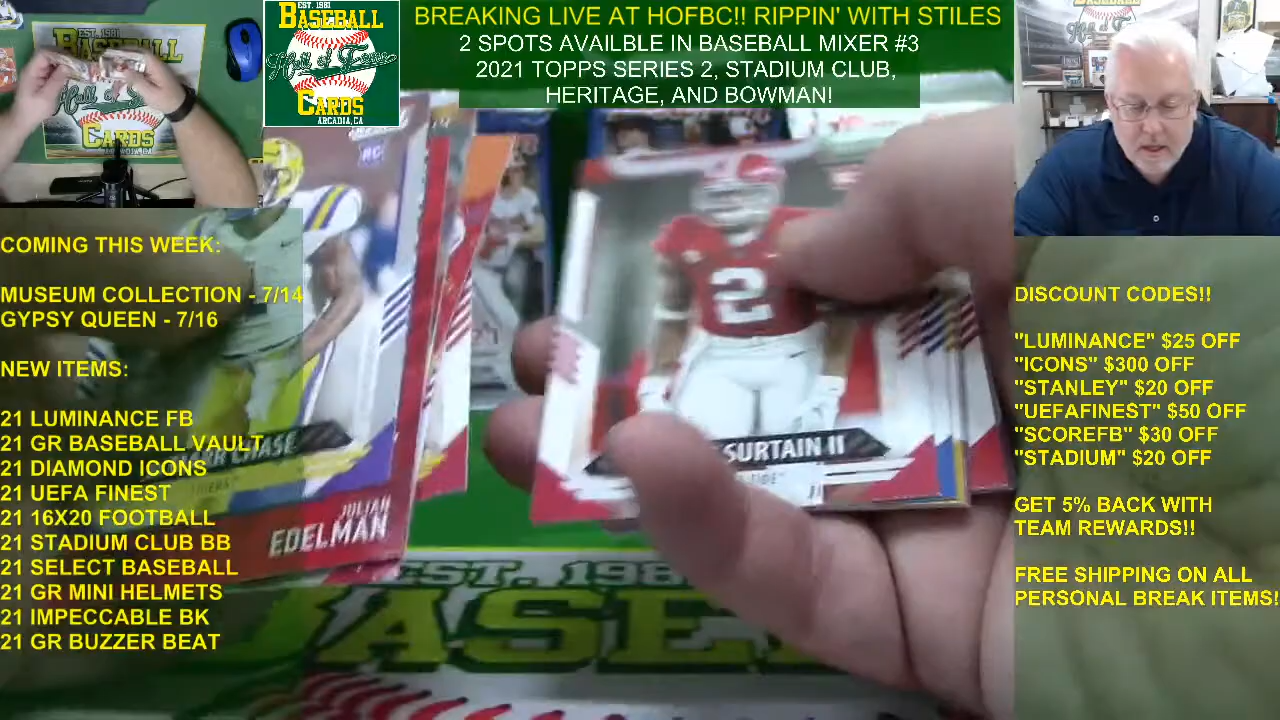 EST. 1981
BASEBALL
Hall of Fame
CARDS
ARCADIA, CA
BREAKING LIVE AT HOFBC!! RIPPIN' WITH STILES
2 SPOTS AVAILBLE IN BASEBALL MIXER #3
2021 TOPPS SERIES 2, STADIUM CLUB,
HERITAGE, AND BOWMAN!
COMING THIS WEEK:
MUSEUM COLLECTION - 7/14
GYPSY QUEEN - 7/16
NEW ITEMS:
21 LUMINANCE FB
21 GR BASEBALL VAULT
21 DIAMOND ICONS
21 UEFA FINEST
21 16X20 FOOTBALL
21 STADIUM CLUB BB
21 SELECT BASEBALL
21 GR MINI HELMETS
21 IMPECCABLE BK
21 GR BUZZER BEAT
RC
CHASE
JULIAN
EDELMAN
2
SURTAIN II
EST. 1981
DISCOUNT CODES!!
"LUMINANCE" $25 OFF
"ICONS" $300 OFF
"STANLEY" $20 OFF
"UEFAFINEST" $50 OFF
"SCOREFB" $30 OFF
"STADIUM" $20 OFF
GET 5% BACK WITH
TEAM REWARDS!!
FREE SHIPPING ON ALL
PERSONAL BREAK ITEMS!